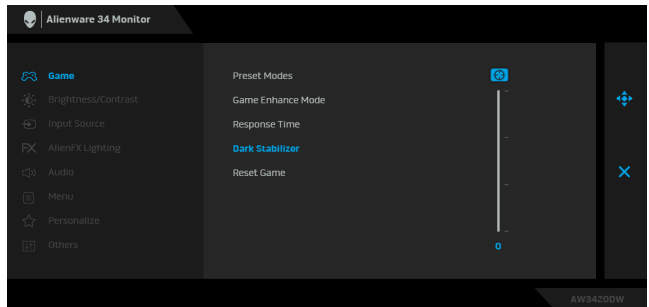 Alienware 34 Monitor
Game
Brightness/Contrast
Input Source
AlienFX Lighting
Audio
Menu
Personalize
Others
Preset Modes
Game Enhance Mode
Response Time
Dark Stabilizer
Reset Game
0
AW3420DW